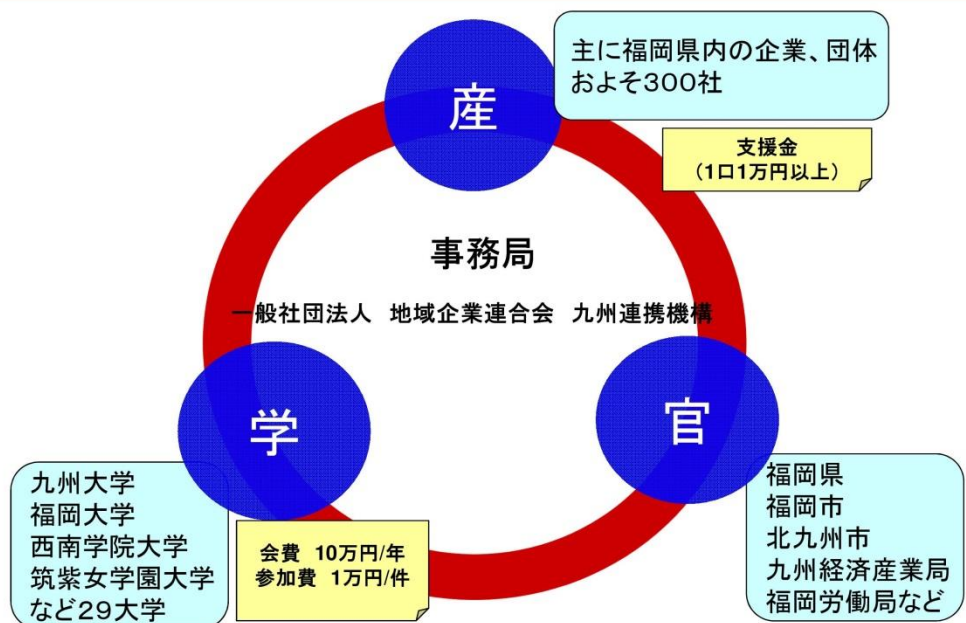 産
主に福岡県内の企業、団体
およそ300社
支援金
（1口1万円以上）
事務局
一般社団法人　地域企業連合会　九州連携機構
学
官
九州大学
福岡大学
西南学院大学
筑紫女学園大学
など29大学
会費　10万円/年
参加費　1万円/件
福岡県
福岡市
北九州市
九州経済産業局
福岡労働局など